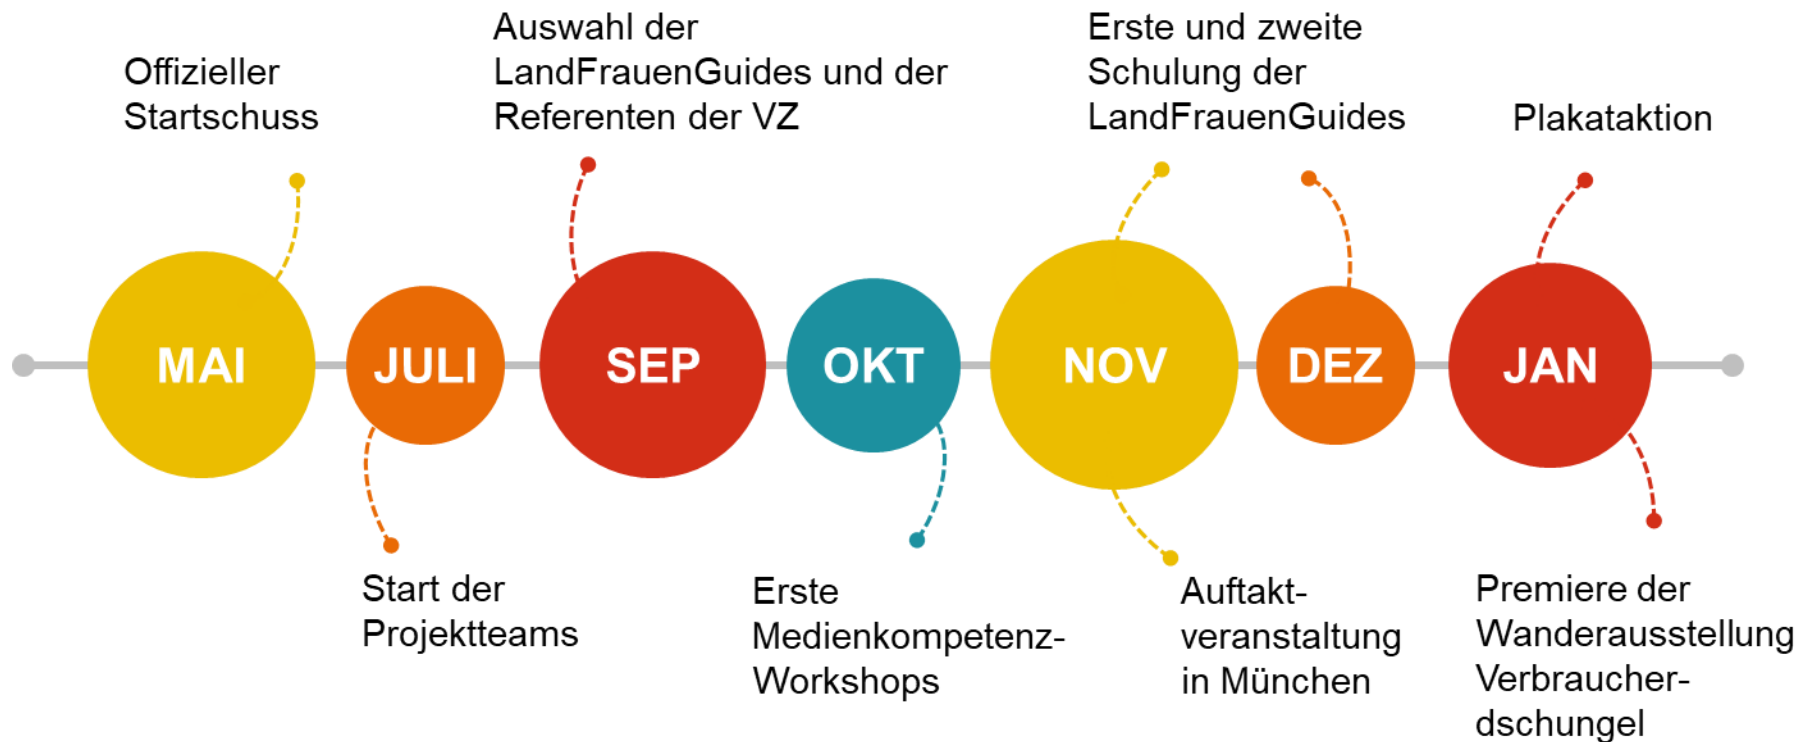 Offizieller
Startschuss
Auswahl der
LandFrauenGuides und der
Referenten der VZ
Erste und zweite
Schulung der
LandFrauenGuides
Plakataktion
MAI
JULI
SEP
OKT
NOV
DEZ
JAN
Start der
Projektteams
Erste
Medienkompetenz-
Workshops
Auftakt-
veranstaltung
in München
Premiere der
Wanderausstellung
Verbraucher-
dschungel